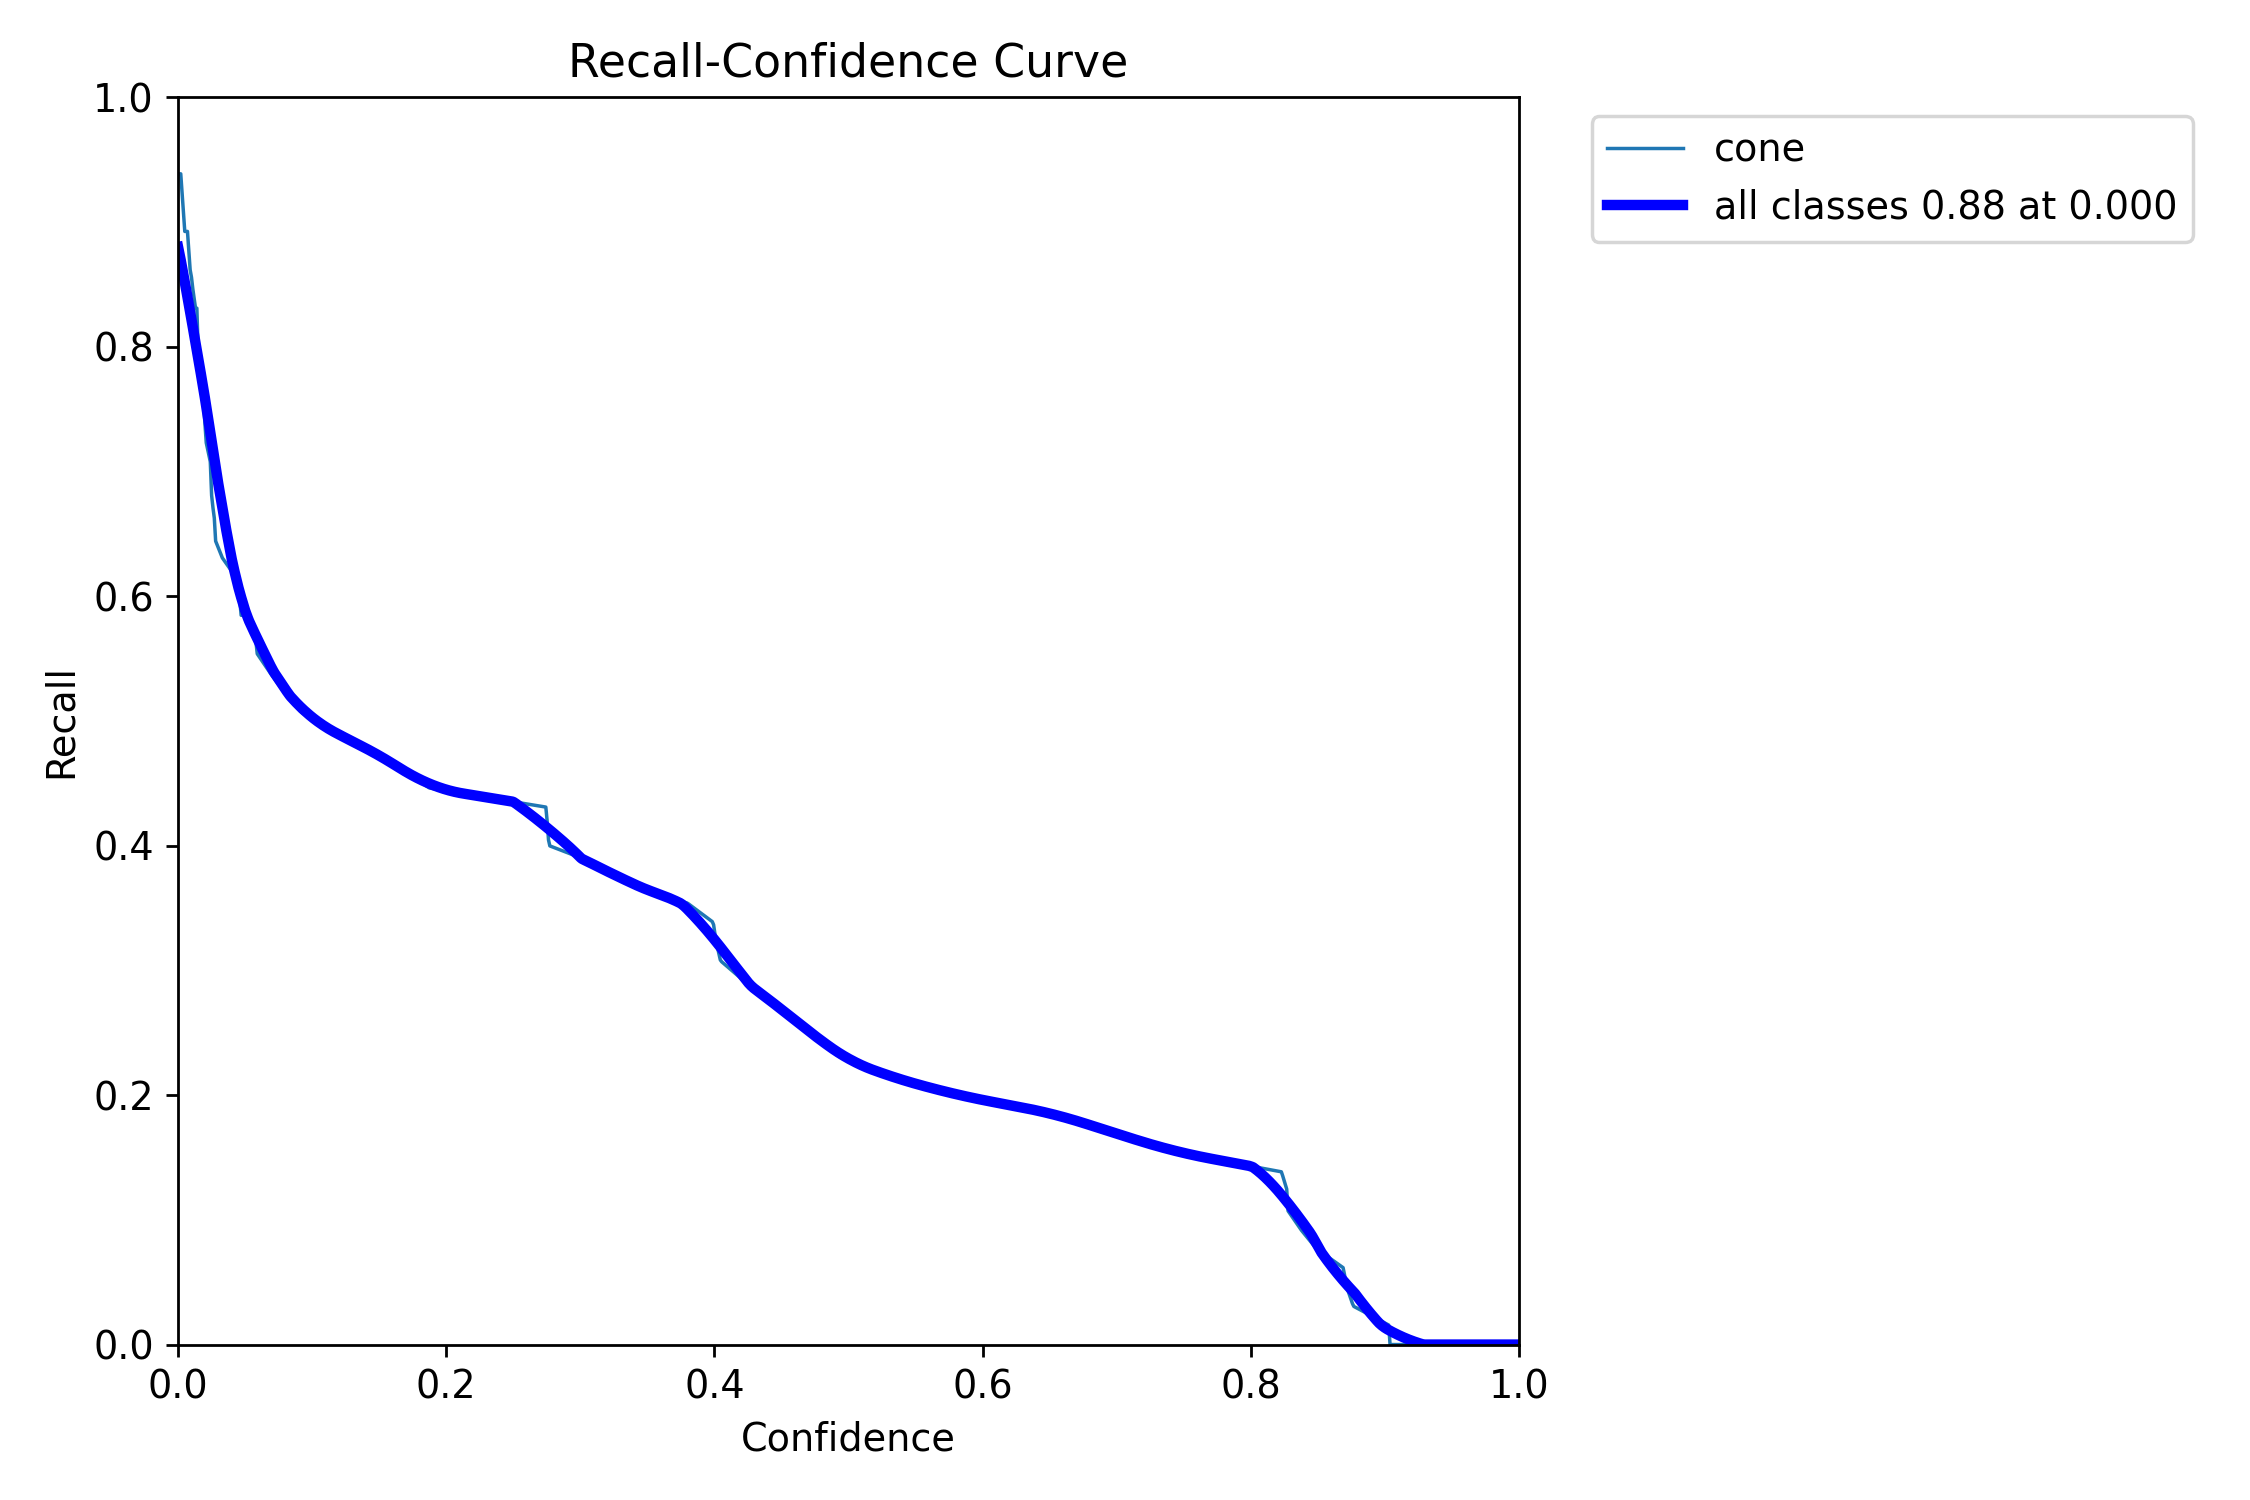 Recall-Confidence Curve
1.0
0.8
0.6
0.4
0.2
0.0
Recall
0.0 0.2 0.4 0.6 0.8 1.0
Confidence
cone
all classes 0.88 at 0.000